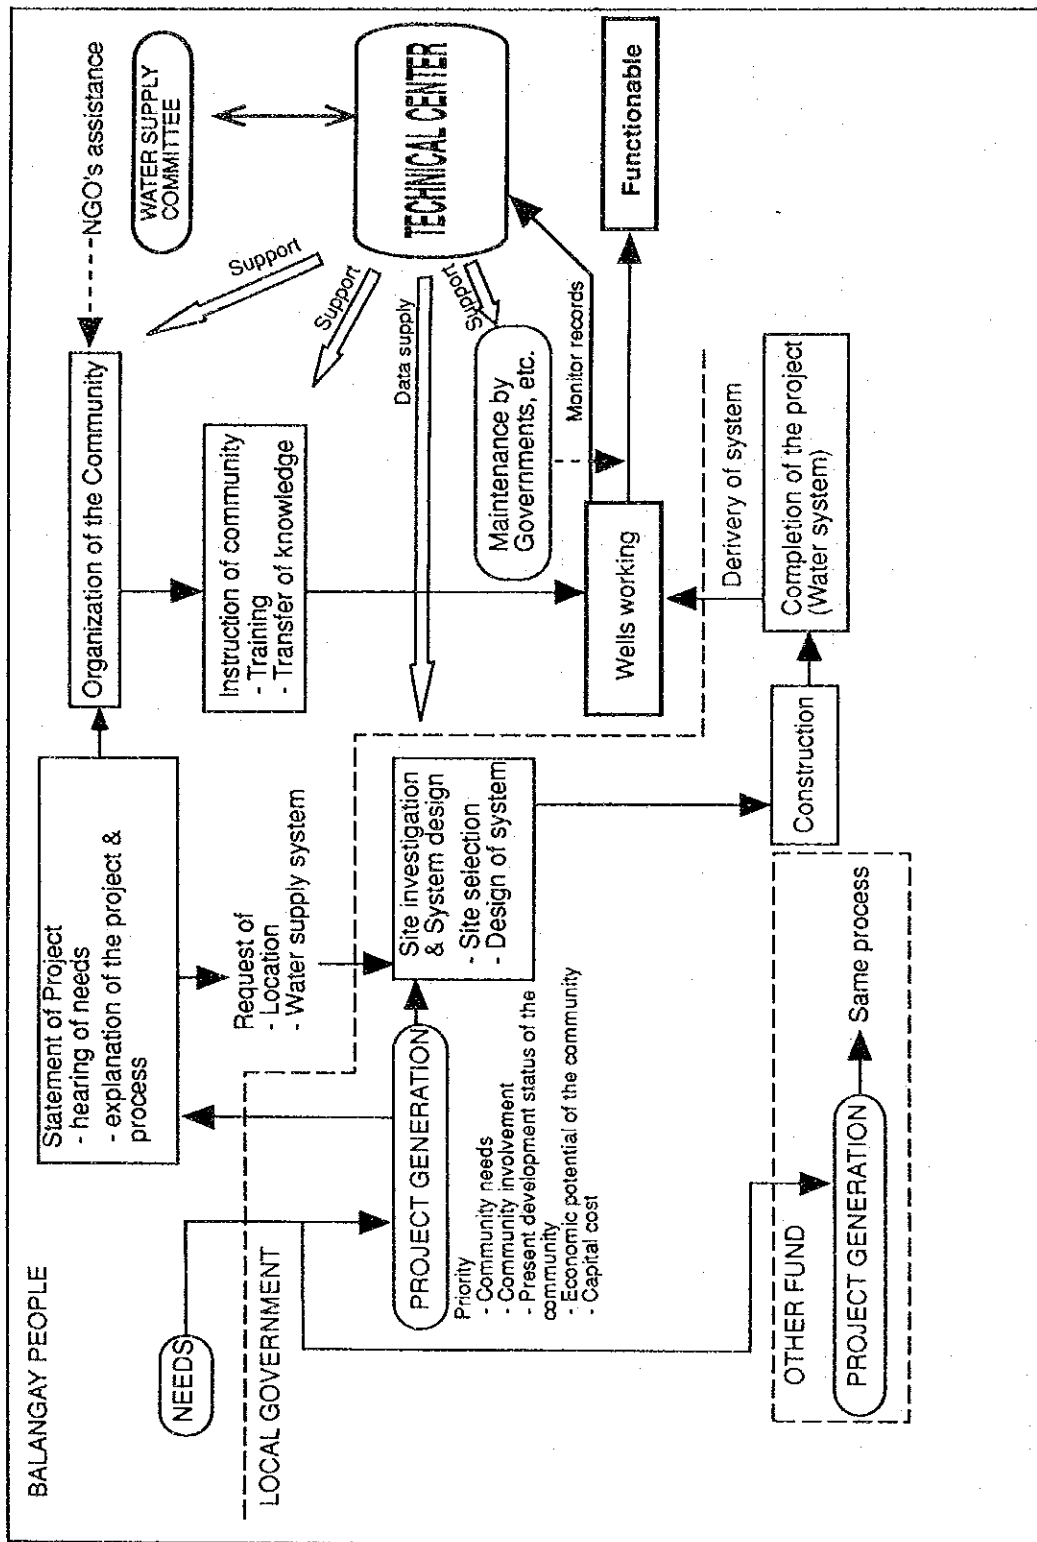 BALANGAY PEOPLE
NEEDS
LOCAL GOVERNMENT
Statement of Project
- hearing of needs
- explanation of the project &
process
Organization of the Community
NGO's assistance
WATER SUPPLY
COMMITTEE
Request of
- Location
- Water supply system
Instruction of community
- Training
- Transfer of knowledge
Support
Support
Data supply
Support
TECHNICAL CENTER
PROJECT GENERATION
Priority
- Community needs
- Community involvement
- Present development status of the
community
- Economic potential of the community
- Capital cost
Site investigation
& System design
- Site selection
- Design of system
Maintenance by
Governments, etc.
Monitor records
Wells working
Functionable
Derivery of system
OTHER FUND
PROJECT GENERATION
Same process
Construction
Completion of the project
(Water system)